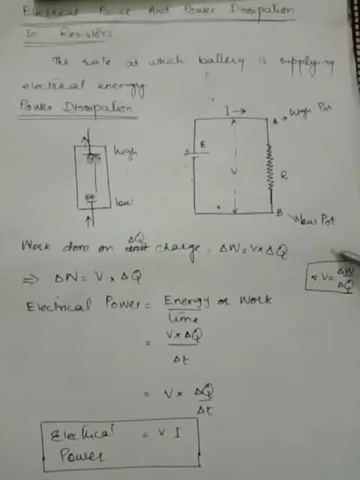 Electrical Power And Power Dissipation
In Resistors
The rate at which battery is supplying
electrical energy.
Power Dissipation
high
low
I →
A → High Pot
E
V
R
B → low Pot
Work done on ΔQ charge = ΔW = V × ΔQ
⇒ ΔW = V × ΔQ
∵ V = ΔW / ΔQ
Electrical Power = Energy or Work
Time
= V × ΔQ
Δt
= V × ΔQ
Δt
Electrical = V I
Power